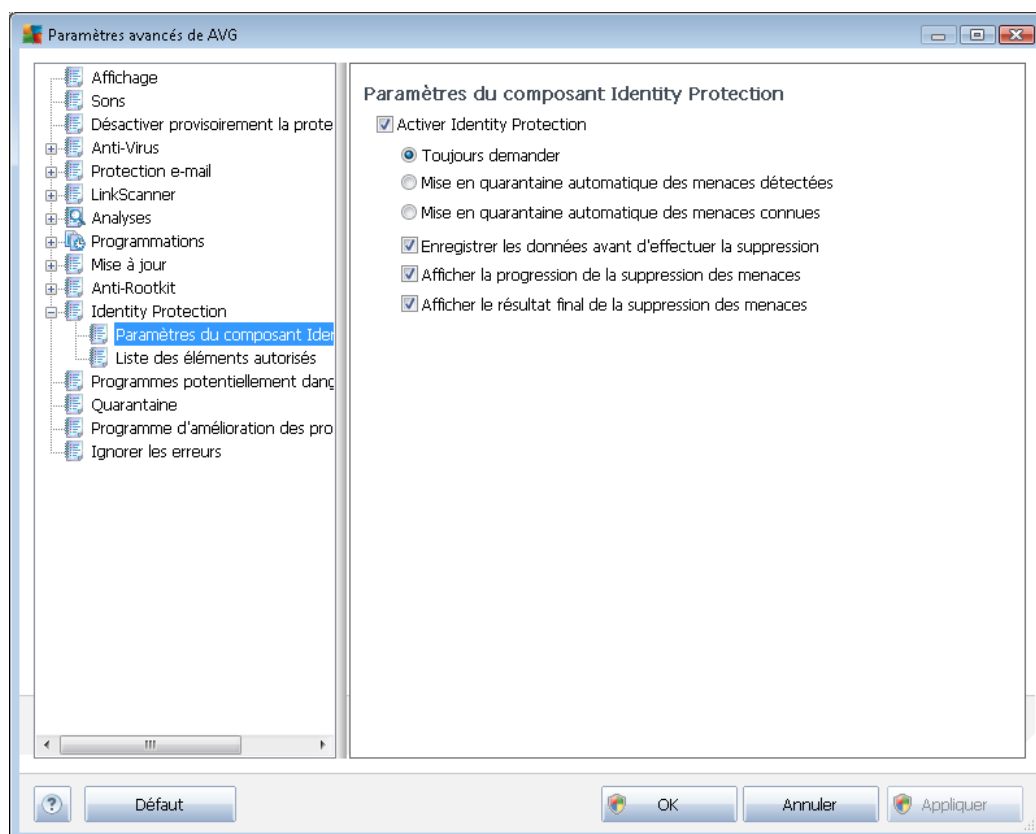 Paramètres avancés de AVG
Affichage
Sons
Désactiver provisoirement la prote
Anti-Virus
Protection e-mail
LinkScanner
Analyses
Programmations
Mise à jour
Anti-Rootkit
Identity Protection
Paramètres du composant Iden
Liste des éléments autorisés
Programmes potentiellement dang
Quarantaine
Programme d'amélioration des pro
Ignorer les erreurs
Paramètres du composant Identity Protection
Activer Identity Protection
Toujours demander
Mise en quarantaine automatique des menaces détectées
Mise en quarantaine automatique des menaces connues
Enregistrer les données avant d'effectuer la suppression
Afficher la progression de la suppression des menaces
Afficher le résultat final de la suppression des menaces
?
Défaut
OK
Annuler
Appliquer